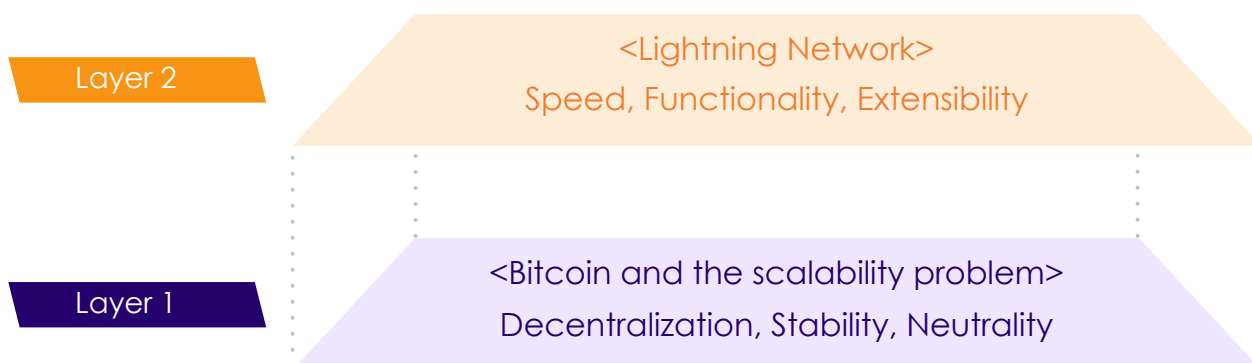 Layer 2
<Lightning Network>
Speed, Functionality, Extensibility
Layer 1
<Bitcoin and the scalability problem>
Decentralization, Stability, Neutrality